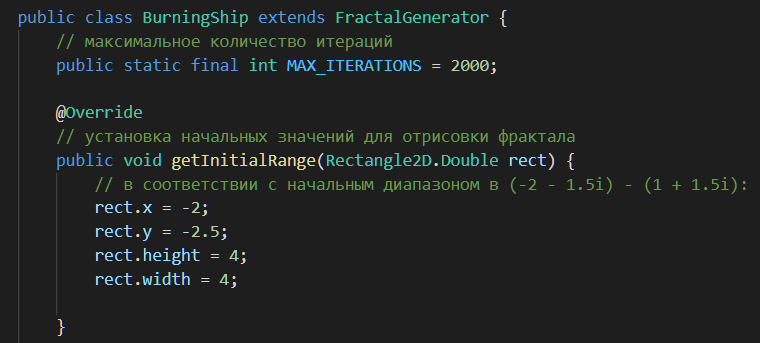 public class BurningShip extends FractalGenerator {
// максимальное количество итераций
public static final int MAX_ITERATIONS = 2000;
@Override
// установка начальных значений для отрисовки фрактала
public void getInitialRange(Rectangle2D.Double rect) {
// в соответствии с начальным диапазоном в (-2 - 1.5i) - (1 + 1.5i):
rect.x = -2;
rect.y = -2.5;
rect.height = 4;
rect.width = 4;
}